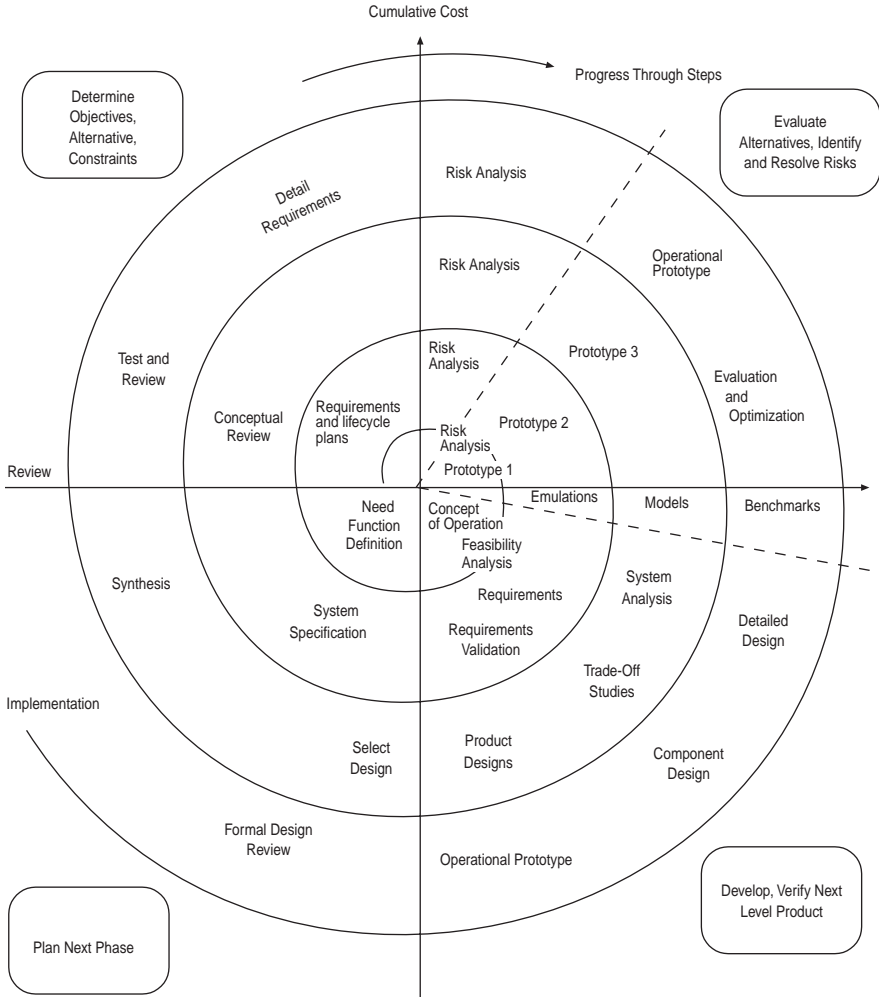 Cumulative Cost
Progress Through Steps
Determine
Objectives,
Alternative,
Constraints
Evaluate
Alternatives, Identify
and Resolve Risks
Risk Analysis
Detail
Requirements
Operational
Prototype
Risk Analysis
Test and
Review
Risk
Analysis
Prototype 3
Evaluation
and
Optimization
Conceptual
Review
Requirements
and lifecycle
plans
Risk
Analysis
Prototype 2
Prototype 1
Review
Need
Function
Definition
Concept
of Operation
Emulations
Models
Benchmarks
Feasibility
Analysis
Synthesis
System
Specification
Requirements
Requirements
Validation
System
Analysis
Detailed
Design
Trade-Off
Studies
Implementation
Select
Design
Product
Designs
Component
Design
Formal Design
Review
Operational Prototype
Plan Next Phase
Develop, Verify Next
Level Product